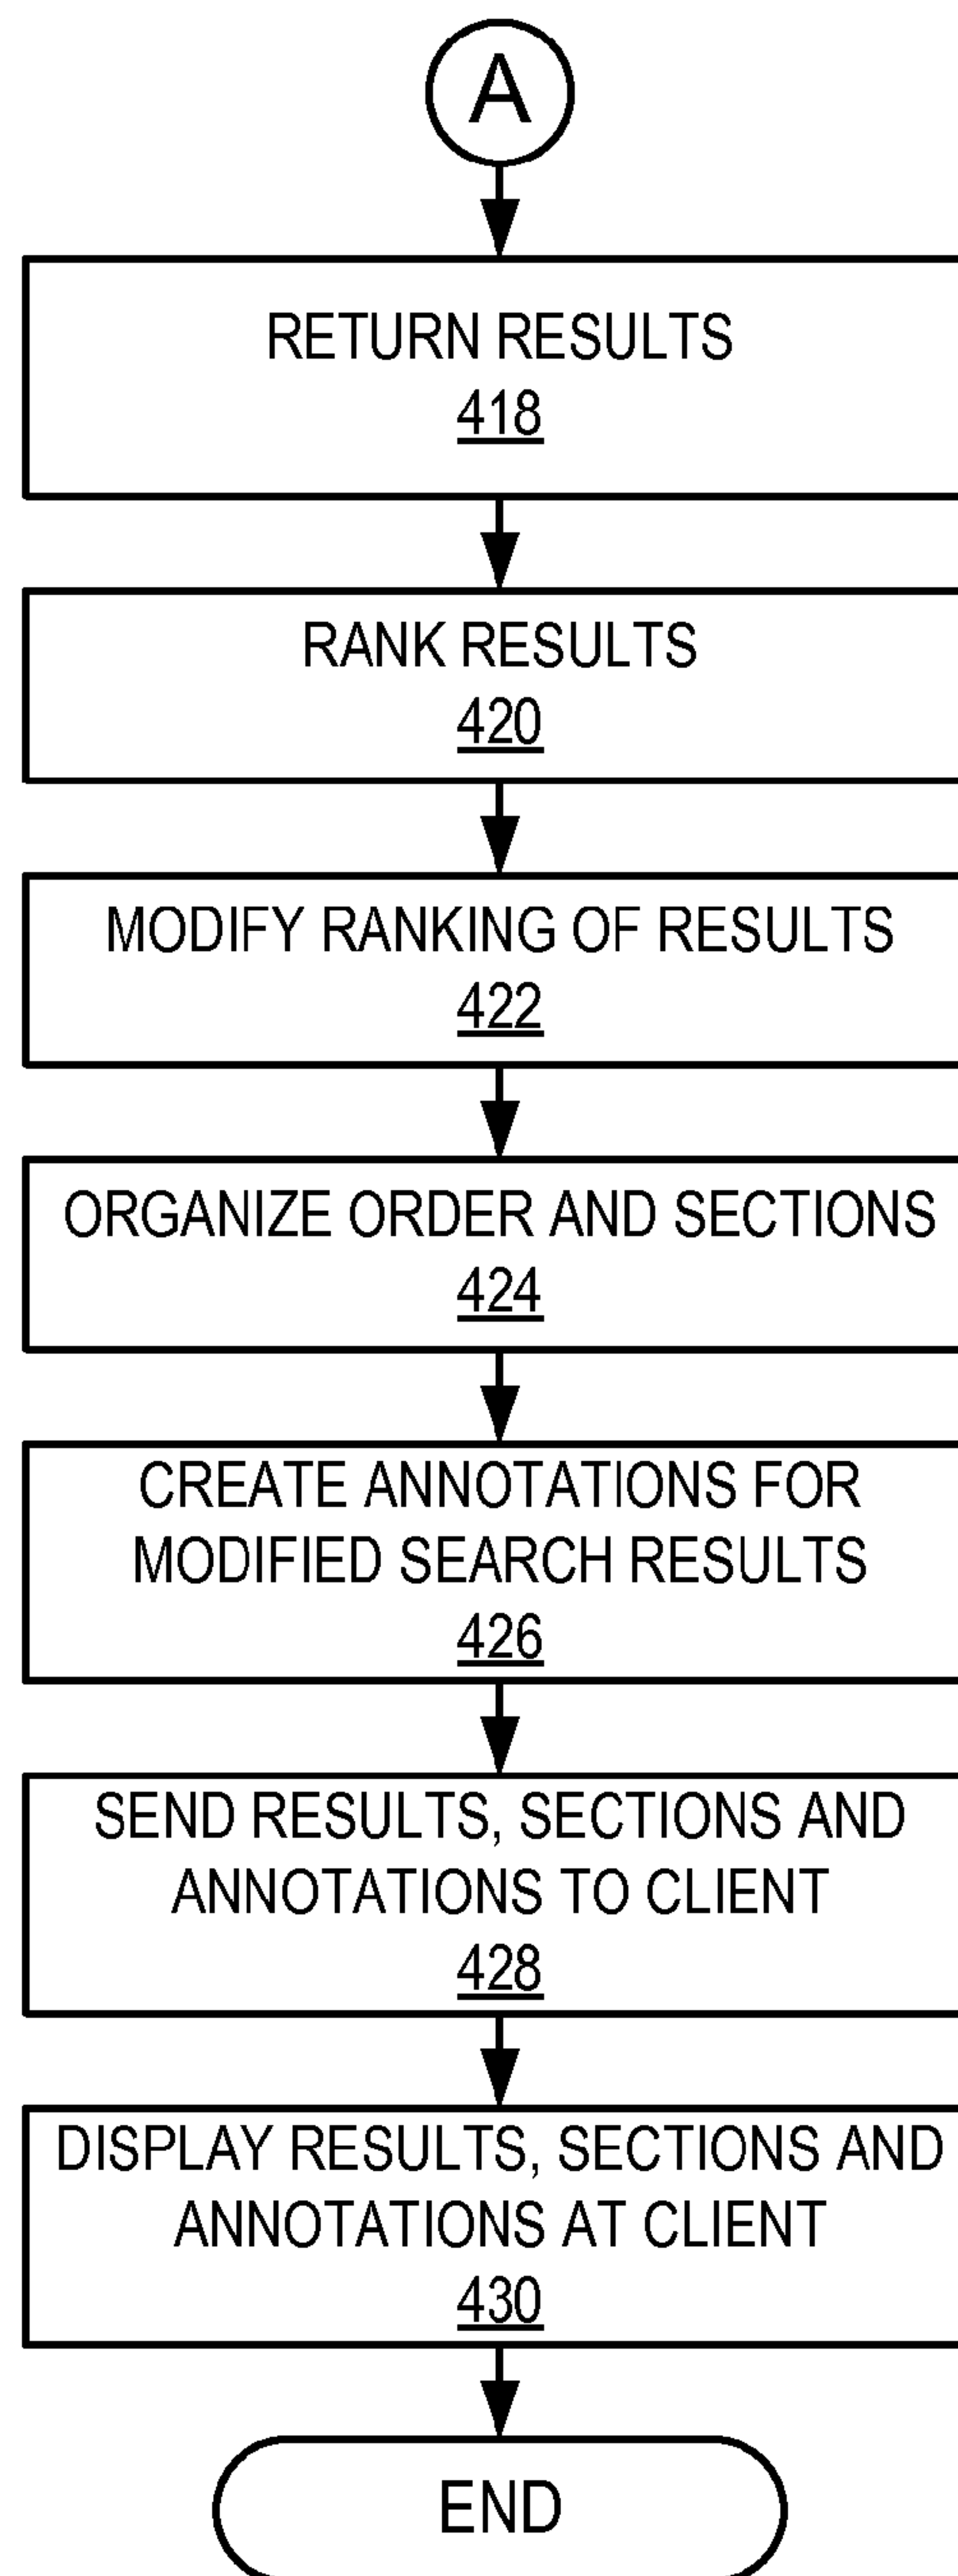 A
RETURN RESULTS
418
RANK RESULTS
420
MODIFY RANKING OF RESULTS
422
ORGANIZE ORDER AND SECTIONS
424
CREATE ANNOTATIONS FOR
MODIFIED SEARCH RESULTS
426
SEND RESULTS, SECTIONS AND
ANNOTATIONS TO CLIENT
428
DISPLAY RESULTS, SECTIONS AND
ANNOTATIONS AT CLIENT
430
END